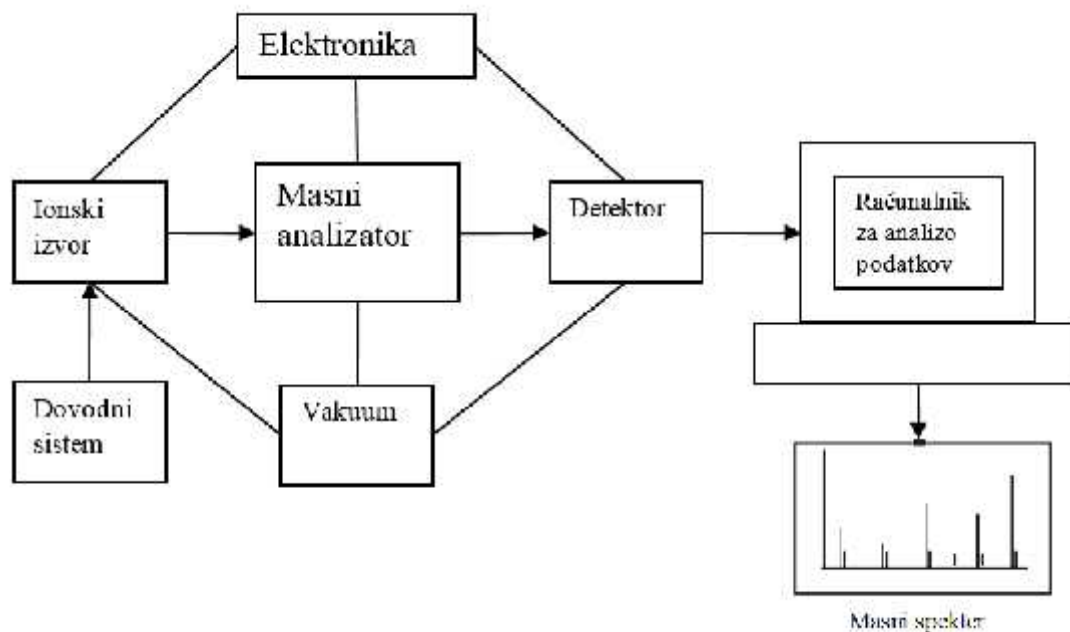 Elektronika
Ionski
izvor
Masni
analizator
Detektor
Računalnik
za analizo
podatkov
Dovodni
sistem
Vakuum
Masni spekter